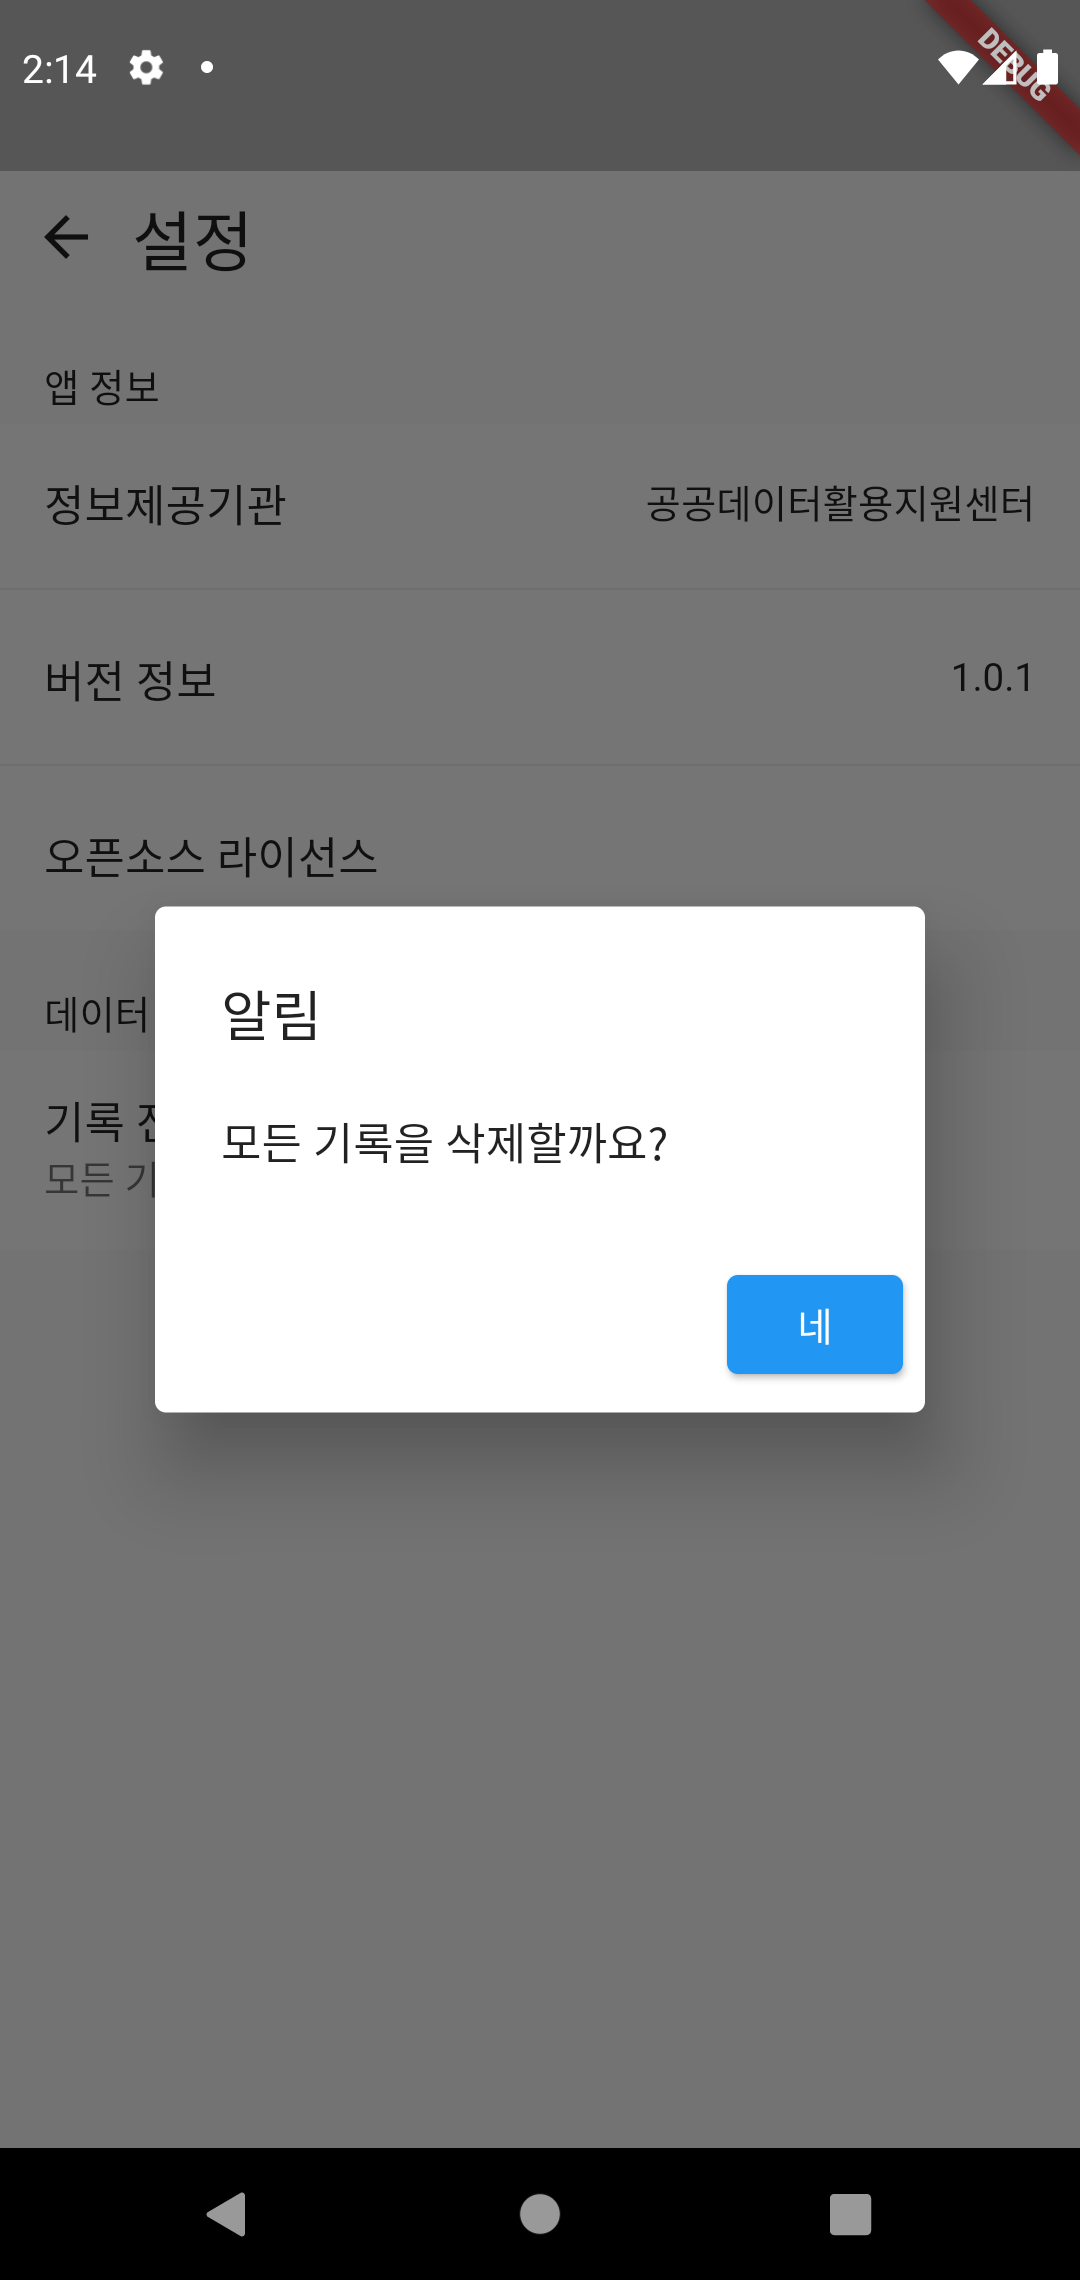 2:14
DEBUG
설정
앱 정보
정보제공기관 공공데이터활용지원센터
버전 정보 1.0.1
오픈소스 라이선스
데이터
기록
모든 기
알림
모든 기록을 삭제할까요?
네